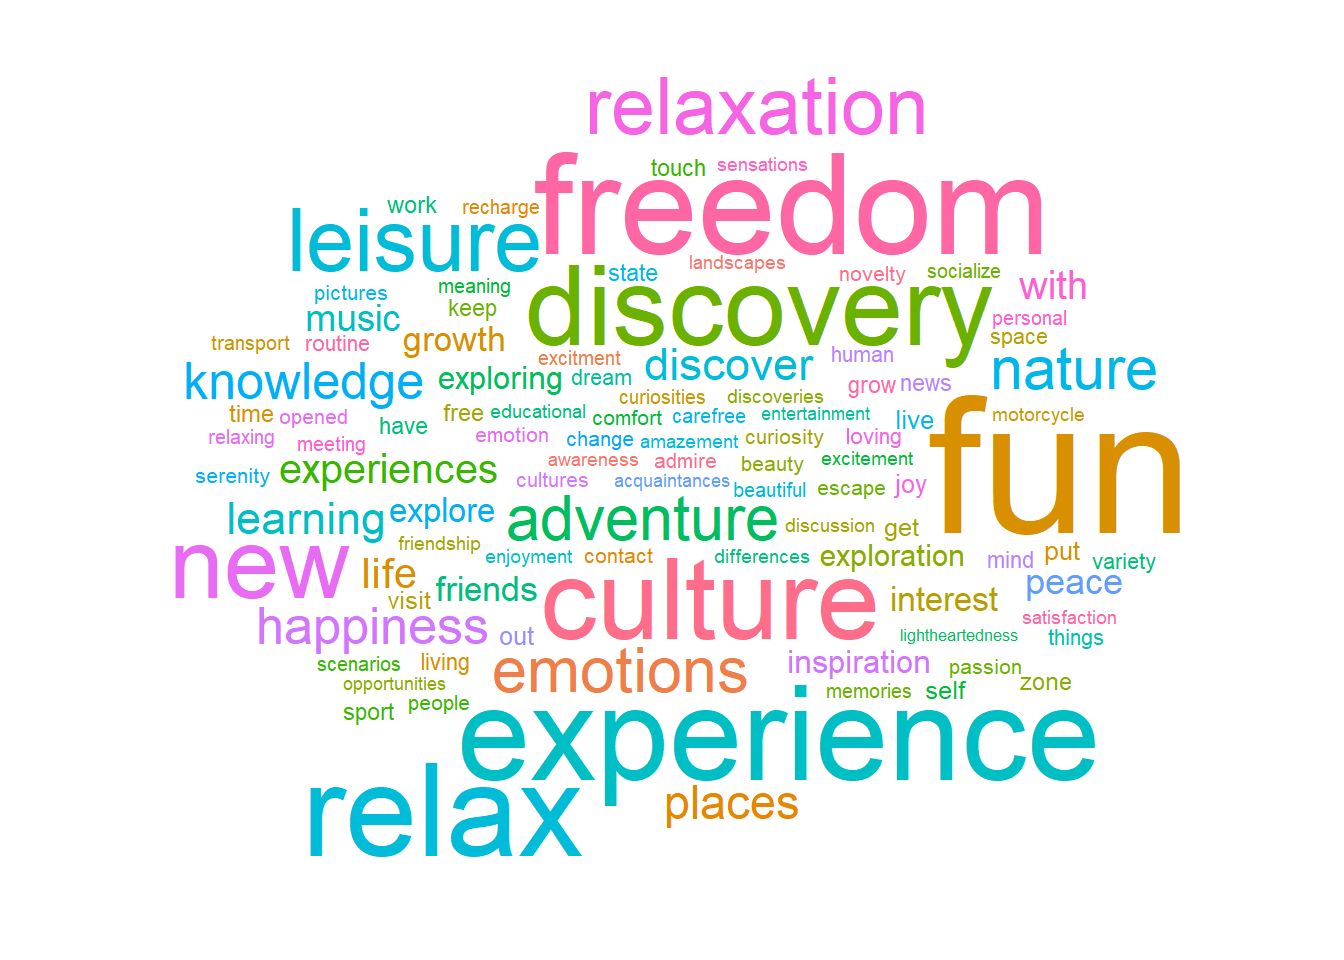 relaxation
touch
sensations
freedom
work
recharge
leisure
landscapes
state
novelty
socialize
with
pictures
meaning
keep
discovery
personal
music
transport
routine
growth
space
excitment
discover
human
nature
knowledge
exploring
dream
grow
news
curiosities
discoveries
fun
time
opened
free
educational
comfort
carefree
entertainment
live
motorcycle
have
relaxing
meeting
emotion
change
amazement
curiosity
loving
awareness
admire
beauty
excitement
serenity
experiences
cultures
acquaintances
beautiful
escape
joy
learning
explore
adventure
discussion
get
friendship
new
enjoyment
contact
differences
exploration
mind
put
variety
life
visit
friends
culture
interest
peace
satisfaction
happiness
out
lightheartedness
things
scenarios
living
emotions
inspiration
passion
opportunities
memories
self
zone
sport
people
experience
relax
places